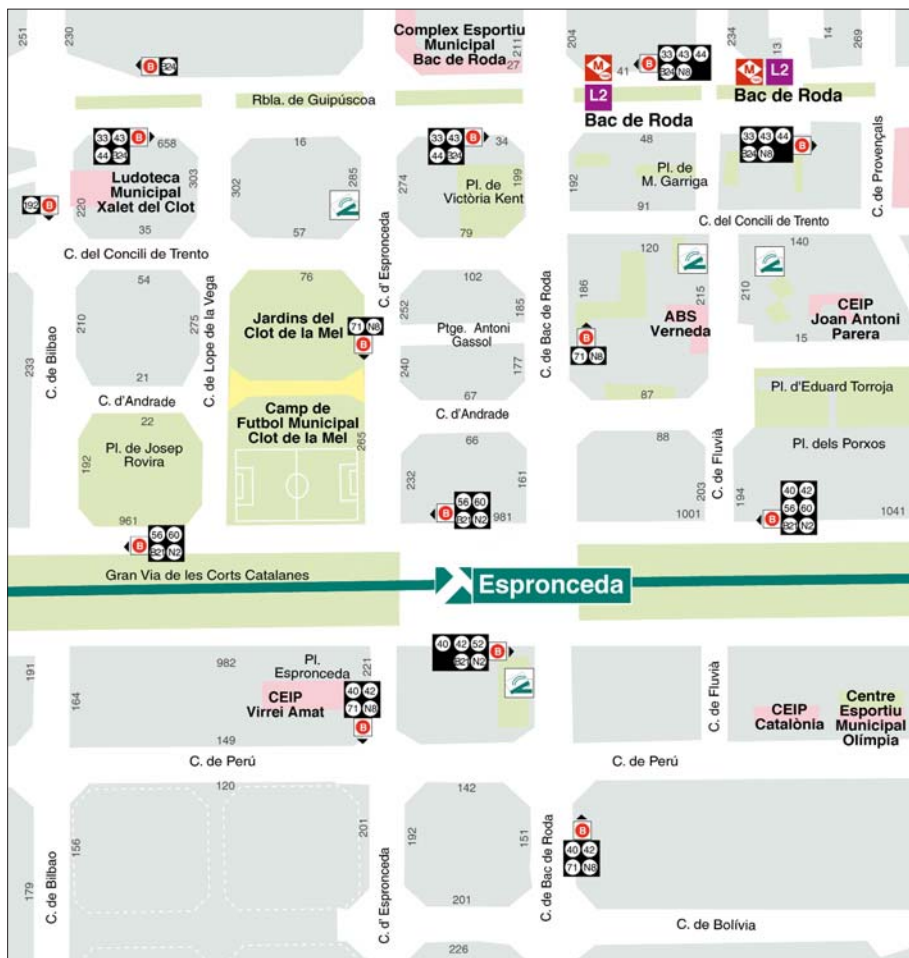 251
230
Complex Esportiu
Municipal
Bac de Roda
211
27
204
41
33 43 44
B24 N8
B
234
13
14
269
B B24
M
L2
Bac de Roda
M L2
Bac de Roda
Rbla. de Guipúscoa
33 43
44 B24
B
658
16
33 43
44 B24
B
34
48
33 43 44
B24 N8
B
C. de Provençals
192 B
Ludoteca
Municipal
Xalet del Clot
220
303
302
285
274
Pl. de
Victòria Kent
199
192
Pl. de
M. Garriga
35
57
79
91
C. del Concili de Trento
C. del Concili de Trento
C. d'Espronceda
54
76
102
120
140
210
275
C. de Lope de la Vega
Jardins del
Clot de la Mel
71 N8
B
252
185
Ptge. Antoni
Gassol
240
177
C. de Bac de Roda
186
B
71 N8
215
ABS
Verneda
210
CEIP
Joan Antoni
Parera
15
C. de Bilbao
233
21
67
87
C. d'Andrade
C. d'Andrade
Pl. d'Eduard Torroja
22
Pl. de Josep
Rovira
192
Camp de
Futbol Municipal
Clot de la Mel
265
66
232
161
88
203
C. de Fluvià
Pl. dels Porxos
194
40 42
56 60
B21 N2
B
1041
961
B
56 60
B21 N2
B
56 60
B21 N2
981
1001
Gran Via de les Corts Catalanes
Espronceda
191
982
Pl.
Espronceda
221
164
CEIP
Virrei Amat
40 42
71 N8
B
40 42 52
B21 N2
B
C. de Fluvià
CEIP
Catalònia
Centre
Esportiu
Municipal
Olímpia
149
C. de Perú
C. de Perú
120
142
156
201
192
151
B
40 42
71 N8
179
C. de Bilbao
C. d' Espronceda
C. de Bac de Roda
201
C. de Bolívia
226